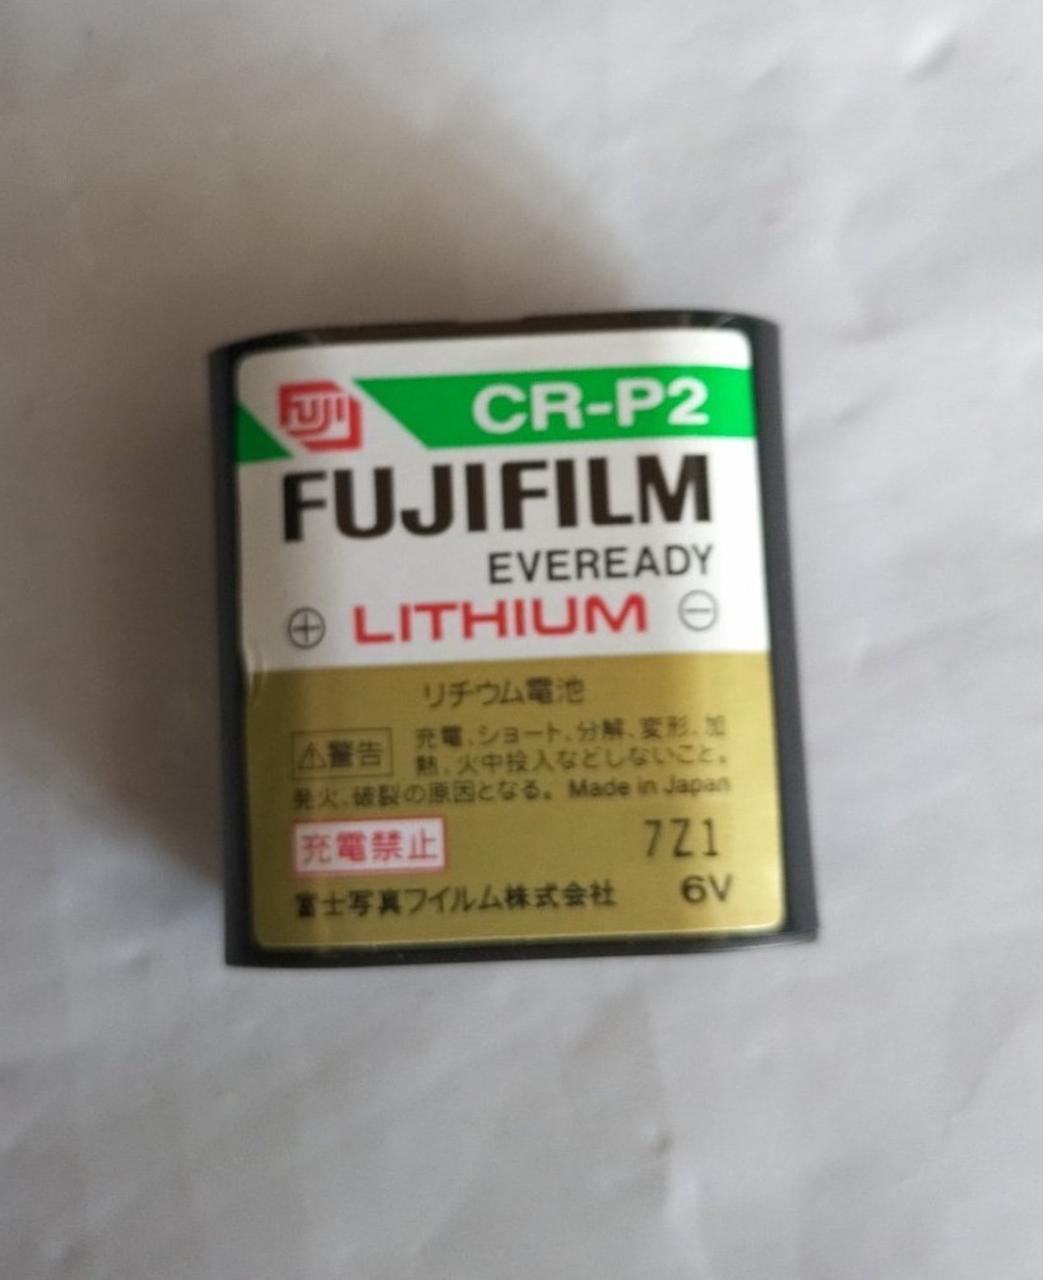 FUJI
CR-P2
FUJIFILM
EVEREADY
⊕ LITHIUM ⊖
リチウム電池
⚠警告 充電、ショート、分解、変形、加
熱、火中投入などしないこと。
発火、破裂の原因となる。 Made in Japan
充電禁止 7Z1
富士写真フイルム株式会社 6V